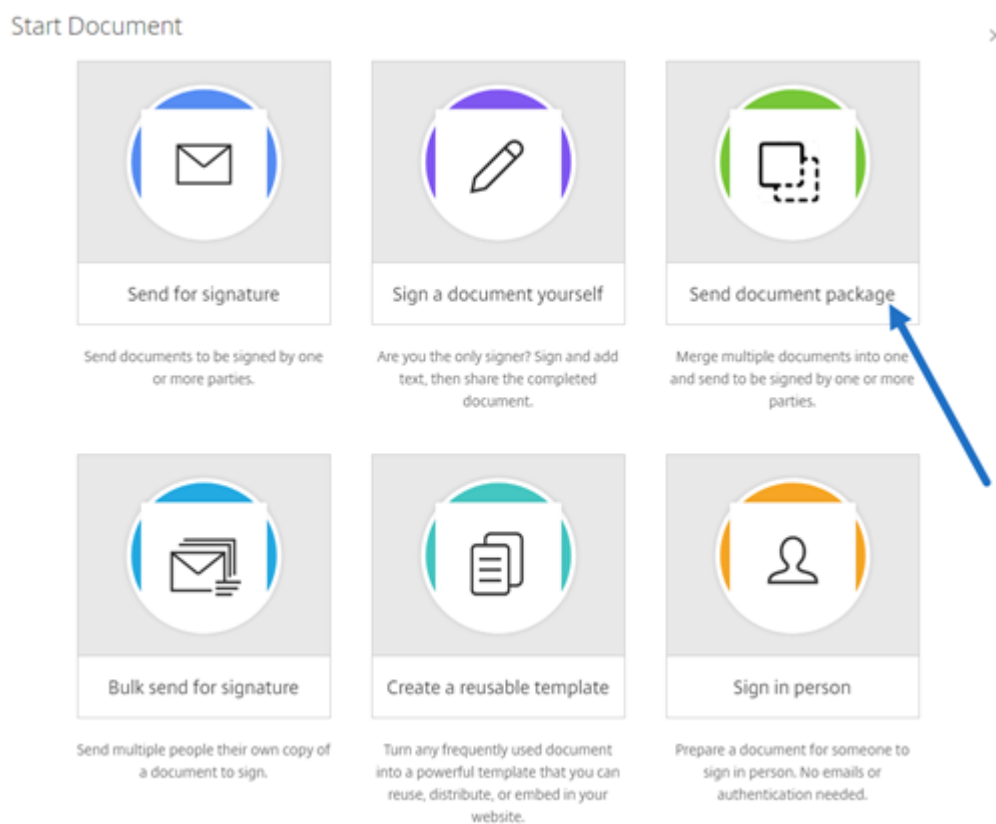 Start Document
Send for signature
Send documents to be signed by one
or more parties.
Sign a document yourself
Are you the only signer? Sign and add
text, then share the completed
document.
Send document package
Merge multiple documents into one
and send to be signed by one or more
parties.
Bulk send for signature
Send multiple people their own copy of
a document to sign.
Create a reusable template
Turn any frequently used document
into a powerful template that you can
reuse, distribute, or embed in your
website.
Sign in person
Prepare a document for someone to
sign in person. No emails or
authentication needed.